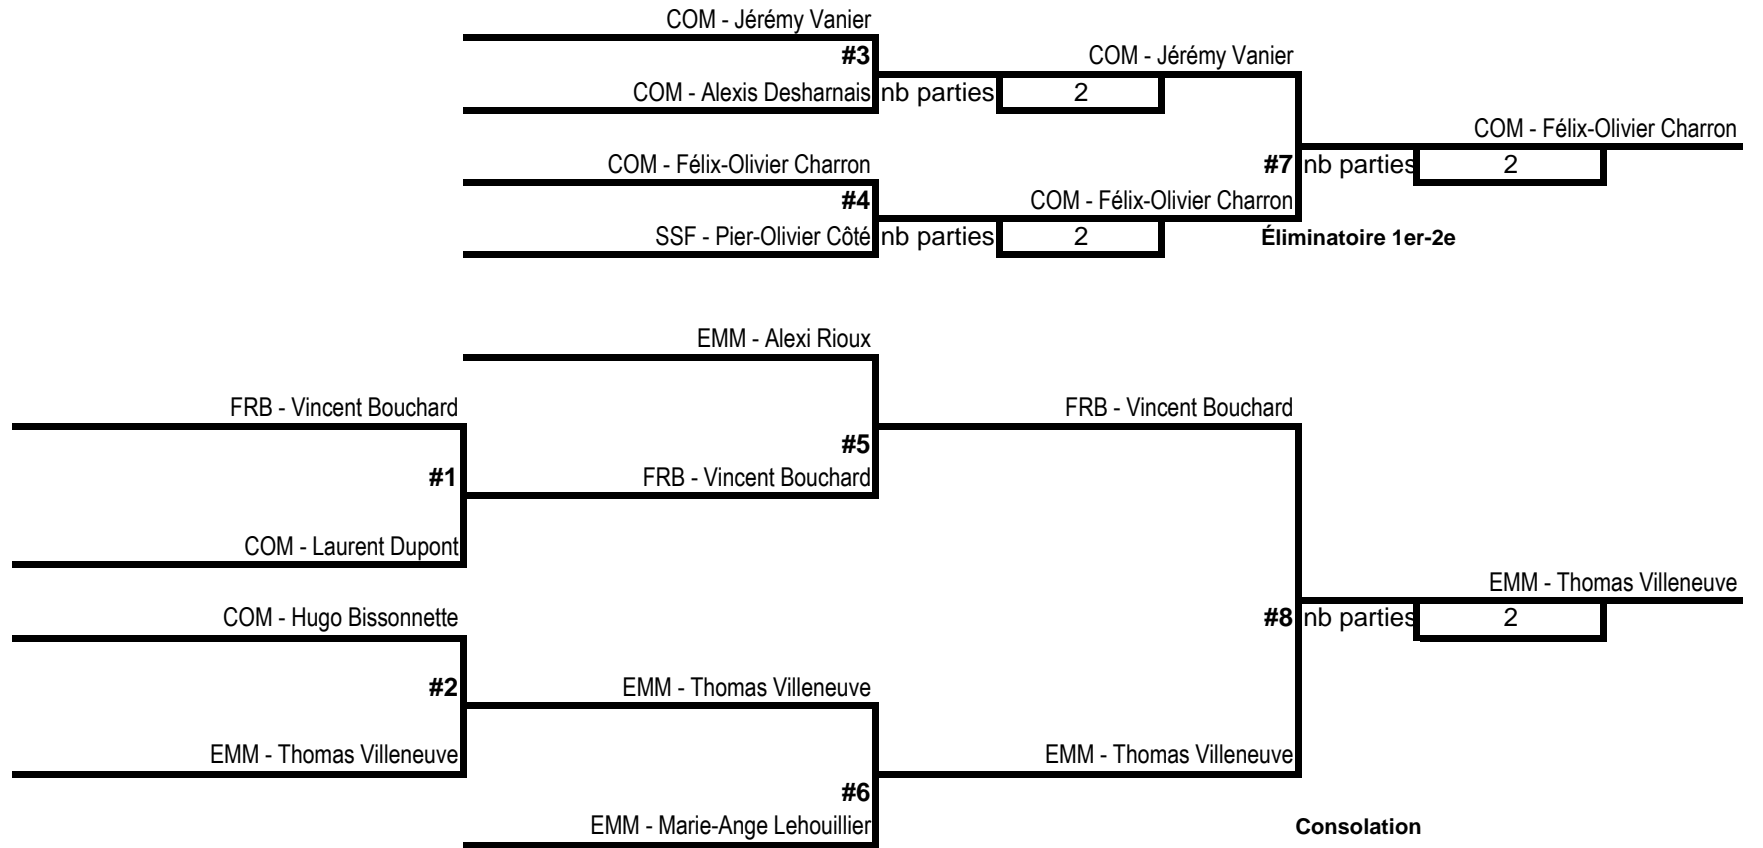 COM - Jérémy Vanier
#3
COM - Jérémy Vanier
COM - Alexis Desharnais
nb parties
2
COM - Félix-Olivier Charron
COM - Félix-Olivier Charron
#7
nb parties
2
#4
COM - Félix-Olivier Charron
SSF - Pier-Olivier Côté
nb parties
2
Éliminatoire 1er-2e
EMM - Alexi Rioux
FRB - Vincent Bouchard
FRB - Vincent Bouchard
#5
#1
FRB - Vincent Bouchard
COM - Laurent Dupont
EMM - Thomas Villeneuve
COM - Hugo Bissonnette
#8
nb parties
2
#2
EMM - Thomas Villeneuve
EMM - Thomas Villeneuve
EMM - Thomas Villeneuve
#6
EMM - Marie-Ange Lehouillier
Consolation